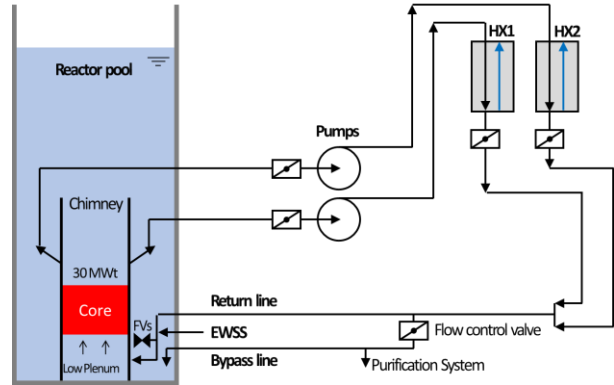 HX1
HX2
Reactor pool
Pumps
Chimney
30 MWt
Core
Return line
FVs
EWSS
Flow control valve
Low Plenum
Bypass line
Purification System